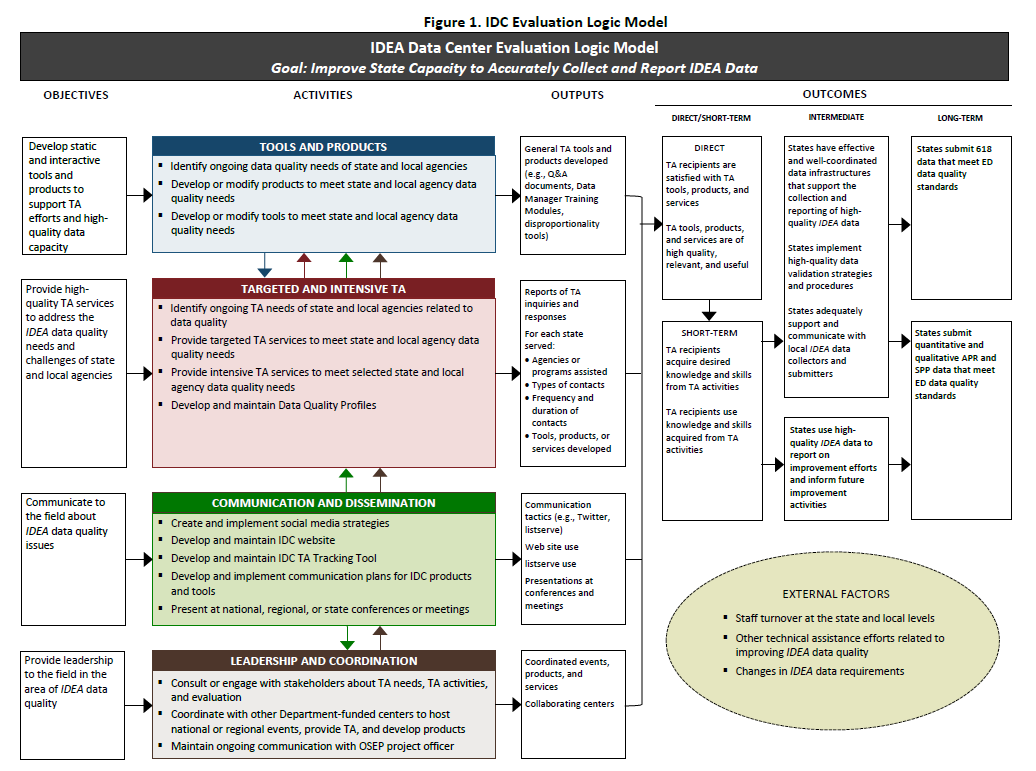 Figure 1. IDC Evaluation Logic Model
IDEA Data Center Evaluation Logic Model
Goal: Improve State Capacity to Accurately Collect and Report IDEA Data
OBJECTIVES
ACTIVITIES
OUTPUTS
OUTCOMES
DIRECT/SHORT-TERM
INTERMEDIATE
LONG-TERM
Develop static
and interactive
tools and
products to
support TA
efforts and high-
quality data
capacity
TOOLS AND PRODUCTS
▪ Identify ongoing data quality needs of state and local agencies
▪ Develop or modify products to meet state and local agency data
quality needs
▪ Develop or modify tools to meet state and local agency data
quality needs
General TA tools and
products developed
(e.g., Q&A
documents, Data
Manager Training
Modules,
disproportionality
tools)
DIRECT
TA recipients are
satisfied with TA
tools, products, and
services
TA tools, products,
and services are of
high quality,
relevant, and useful
States have effective
and well-coordinated
data infrastructures
that support the
collection and
reporting of high-
quality IDEA data
States implement
high-quality data
validation strategies
and procedures
States adequately
support and
communicate with
local IDEA data
collectors and
submitters
States submit 618
data that meet ED
data quality
standards
Provide high-
quality TA services
to address the
IDEA data quality
needs and
challenges of state
and local agencies
TARGETED AND INTENSIVE TA
▪ Identify ongoing TA needs of state and local agencies related to
data quality
▪ Provide targeted TA services to meet state and local agency data
quality needs
▪ Provide intensive TA services to meet selected state and local
agency data quality needs
▪ Develop and maintain Data Quality Profiles
Reports of TA
inquiries and
responses
For each state
served:
• Agencies or
programs assisted
• Types of contacts
• Frequency and
duration of
contacts
• Tools, products, or
services developed
SHORT-TERM
TA recipients
acquire desired
knowledge and skills
from TA activities
TA recipients use
knowledge and skills
acquired from TA
activities
States use high-
quality IDEA data to
report on
improvement efforts
and inform future
improvement
activities
States submit
quantitative and
qualitative APR and
SPP data that meet
ED data quality
standards
Communicate to
the field about
IDEA data quality
issues
COMMUNICATION AND DISSEMINATION
▪ Create and implement social media strategies
▪ Develop and maintain IDC website
▪ Develop and maintain IDC TA Tracking Tool
▪ Develop and implement communication plans for IDC products
and tools
▪ Present at national, regional, or state conferences or meetings
Communication
tactics (e.g., Twitter,
listserve)
Web site use
listserve use
Presentations at
conferences and
meetings
Provide leadership
to the field in the
area of IDEA data
quality
LEADERSHIP AND COORDINATION
▪ Consult or engage with stakeholders about TA needs, TA activities,
and evaluation
▪ Coordinate with other Department-funded centers to host
national or regional events, provide TA, and develop products
▪ Maintain ongoing communication with OSEP project officer
Coordinated events,
products, and
services
Collaborating centers
EXTERNAL FACTORS
▪ Staff turnover at the state and local levels
▪ Other technical assistance efforts related to
improving IDEA data quality
▪ Changes in IDEA data requirements